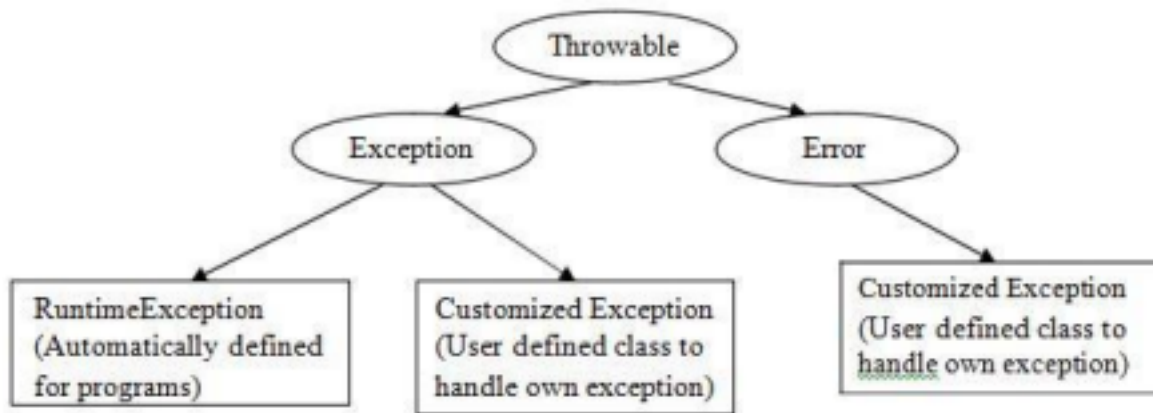 Throwable
Exception
Error
RuntimeException
(Automatically defined
for programs)
Customized Exception
(User defined class to
handle own exception)
Customized Exception
(User defined class to
handle own exception)